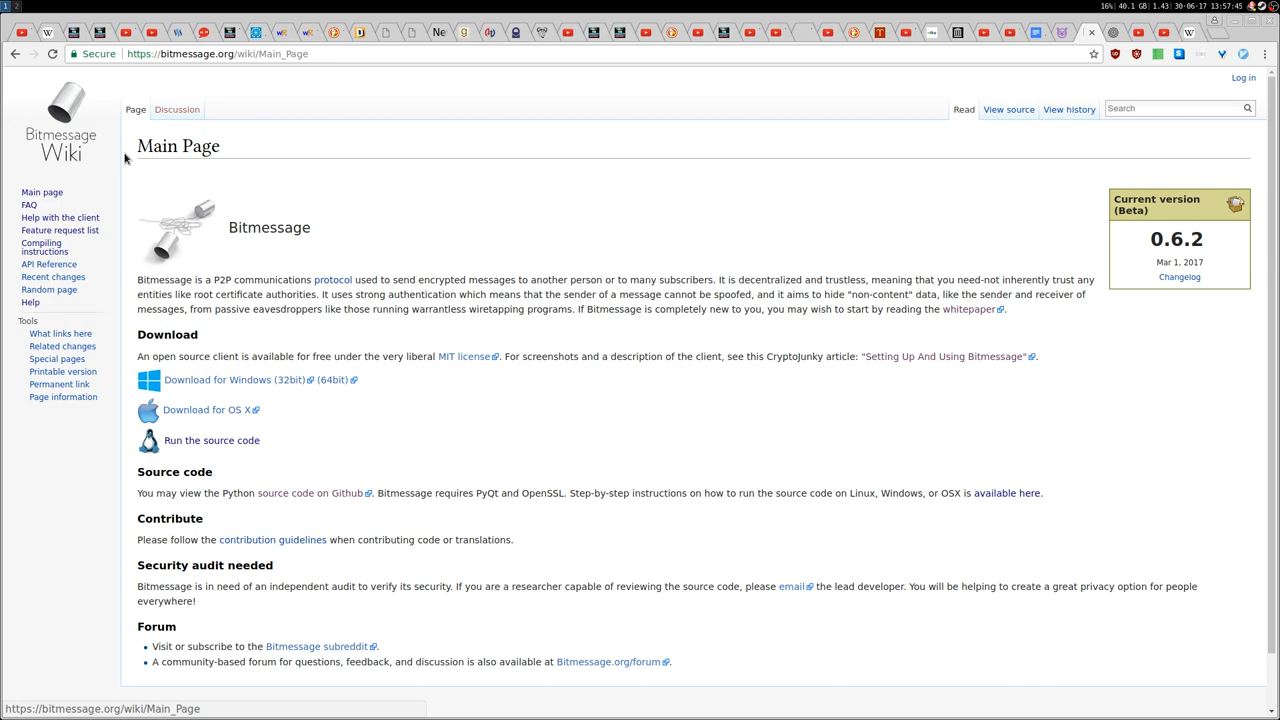 1 2
16% | 40.1 GB | 1.43 | 30-06-17 13:57:45
Secure https://bitmessage.org/wiki/Main_Page
Log in
Page Discussion
Read View source View history Search
Bitmessage
Wiki
Main Page
Main page
FAQ
Help with the client
Feature request list
Compiling
instructions
API Reference
Recent changes
Random page
Help
Tools
What links here
Related changes
Special pages
Printable version
Permanent link
Page information
Bitmessage
Current version
(Beta)
0.6.2
Mar 1, 2017
Changelog
Bitmessage is a P2P communications protocol used to send encrypted messages to another person or to many subscribers. It is decentralized and trustless, meaning that you need-not inherently trust any
entities like root certificate authorities. It uses strong authentication which means that the sender of a message cannot be spoofed, and it aims to hide "non-content" data, like the sender and receiver of
messages, from passive eavesdroppers like those running warrantless wiretapping programs. If Bitmessage is completely new to you, you may wish to start by reading the whitepaper.
Download
An open source client is available for free under the very liberal MIT license. For screenshots and a description of the client, see this CryptoJunky article: "Setting Up And Using Bitmessage".
Download for Windows (32bit) (64bit)
Download for OS X
Run the source code
Source code
You may view the Python source code on Github. Bitmessage requires PyQt and OpenSSL. Step-by-step instructions on how to run the source code on Linux, Windows, or OSX is available here.
Contribute
Please follow the contribution guidelines when contributing code or translations.
Security audit needed
Bitmessage is in need of an independent audit to verify its security. If you are a researcher capable of reviewing the source code, please email the lead developer. You will be helping to create a great privacy option for people
everywhere!
Forum
Visit or subscribe to the Bitmessage subreddit.
A community-based forum for questions, feedback, and discussion is also available at Bitmessage.org/forum.
https://bitmessage.org/wiki/Main_Page